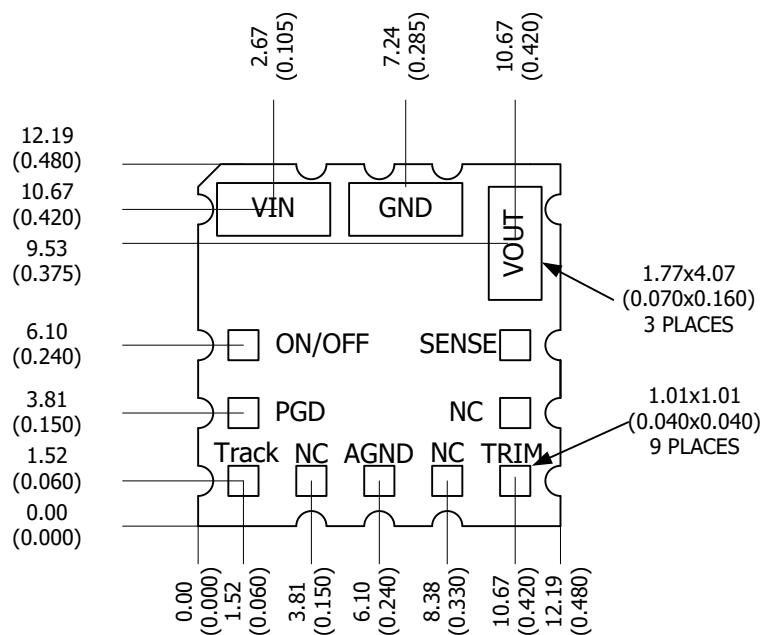 2.67
(0.105)
7.24
(0.285)
10.67
(0.420)
12.19
(0.480)
10.67
(0.420)
9.53
(0.375)
6.10
(0.240)
3.81
(0.150)
1.52
(0.060)
0.00
(0.000)
VIN
GND
VOUT
1.77x4.07
(0.070x0.160)
3 PLACES
ON/OFF
SENSE
PGD
NC
1.01x1.01
(0.040x0.040)
9 PLACES
Track
NC
AGND
NC
TRIM
0.00
(0.000)
1.52
(0.060)
3.81
(0.150)
6.10
(0.240)
8.38
(0.330)
10.67
(0.420)
12.19
(0.480)